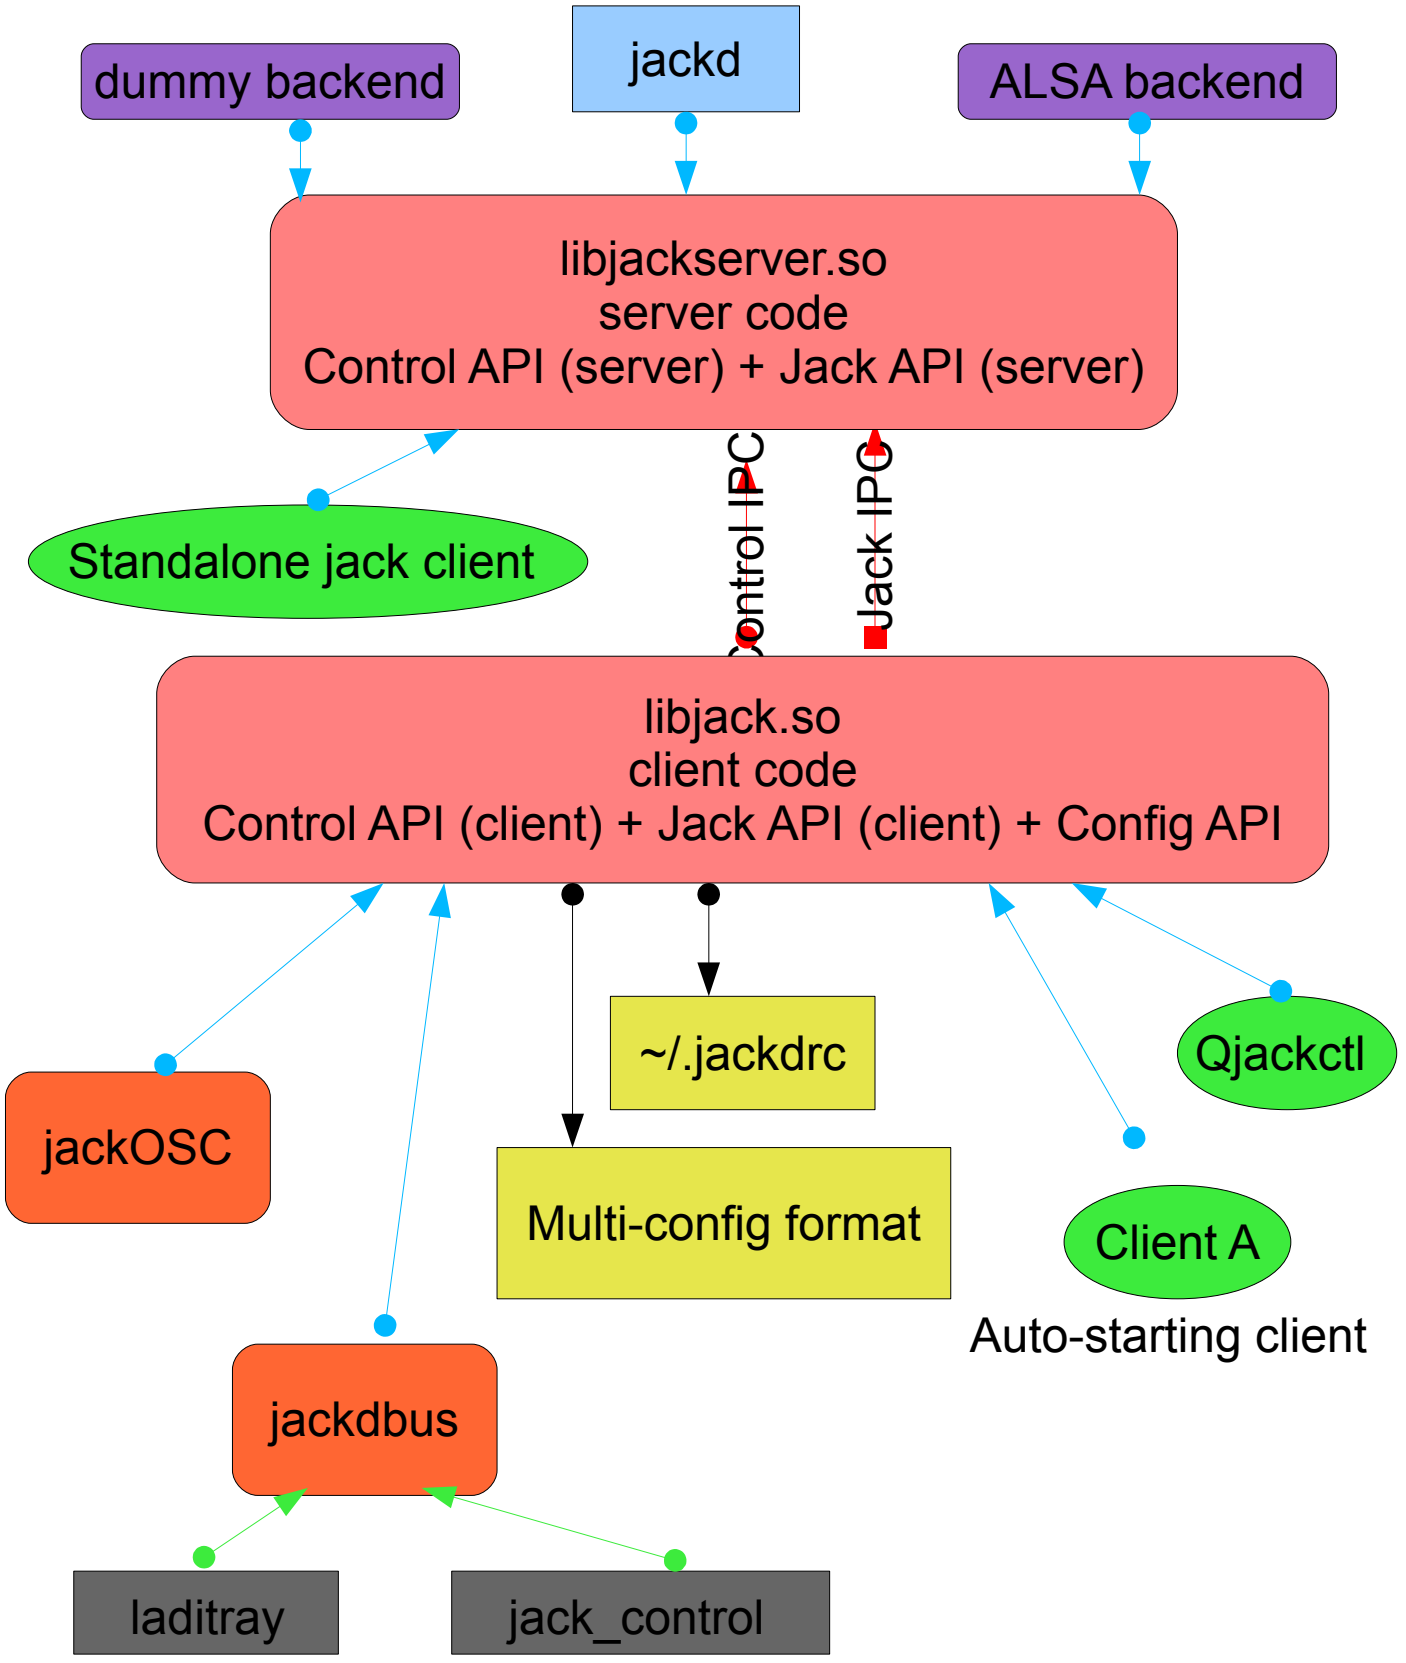 dummy backend
jackd
ALSA backend
libjackserver.so
server code
Control API (server) + Jack API (server)
Control IPC
Jack IPC
Standalone jack client
libjack.so
client code
Control API (client) + Jack API (client) + Config API
~/.jackdrc
Qjackctl
jackOSC
Multi-config format
Client A
Auto-starting client
jackdbus
laditray
jack_control